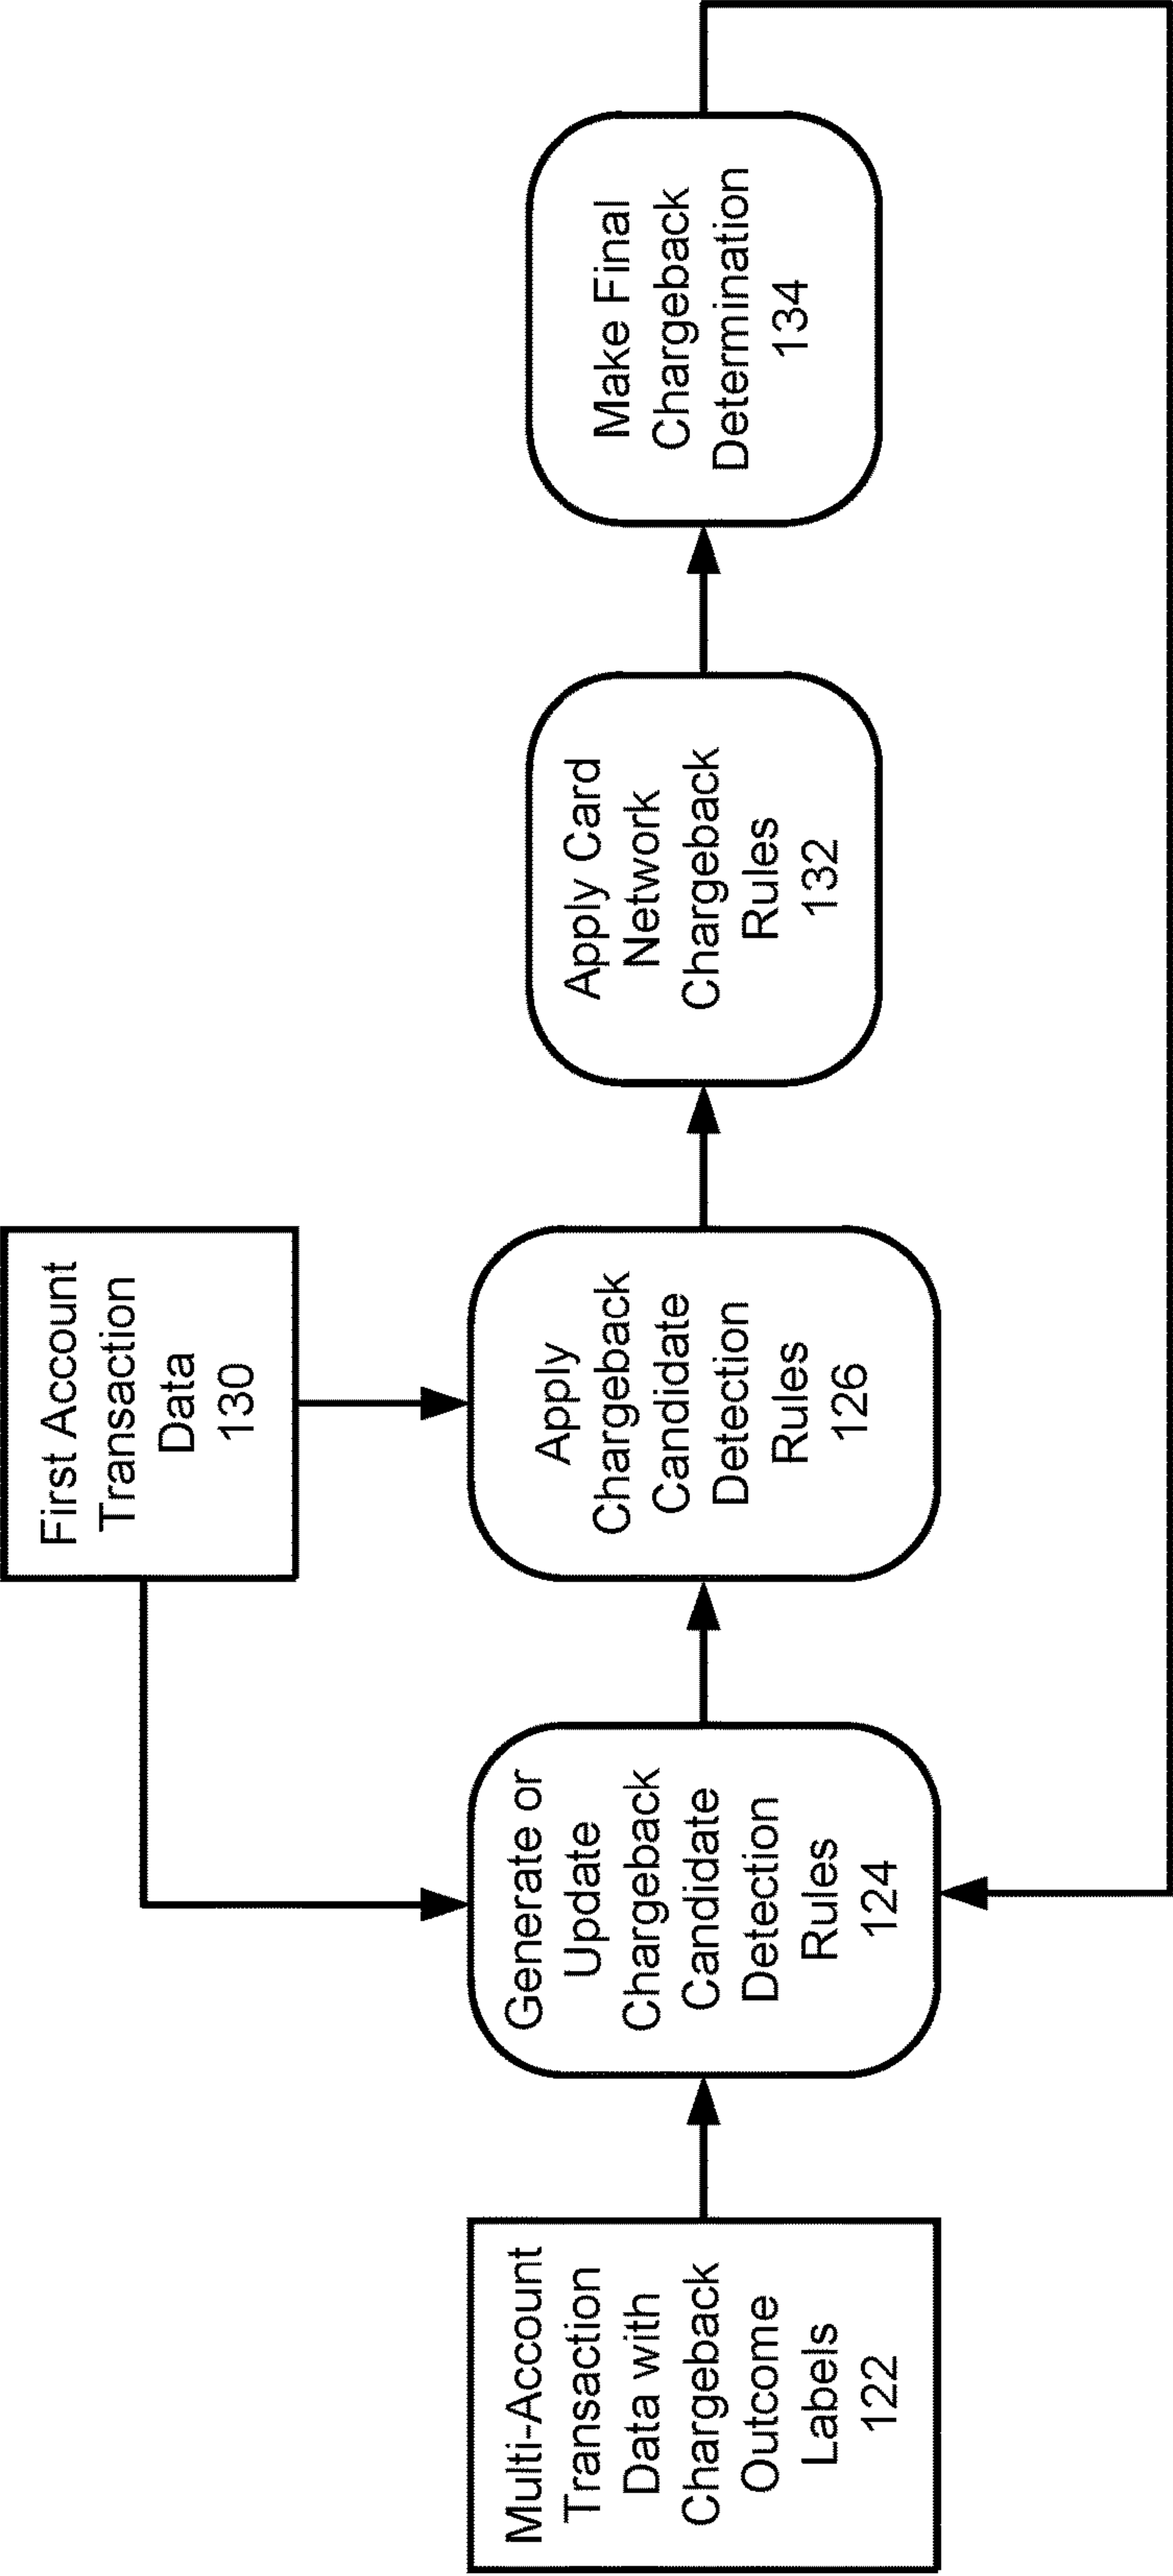 First Account
Transaction
Data
130
Multi-Account
Transaction
Data with
Chargeback
Outcome
Labels
122
Generate or
Update
Chargeback
Candidate
Detection
Rules
124
Apply
Chargeback
Candidate
Detection
Rules
126
Apply Card
Network
Chargeback
Rules
132
Make Final
Chargeback
Determination
134